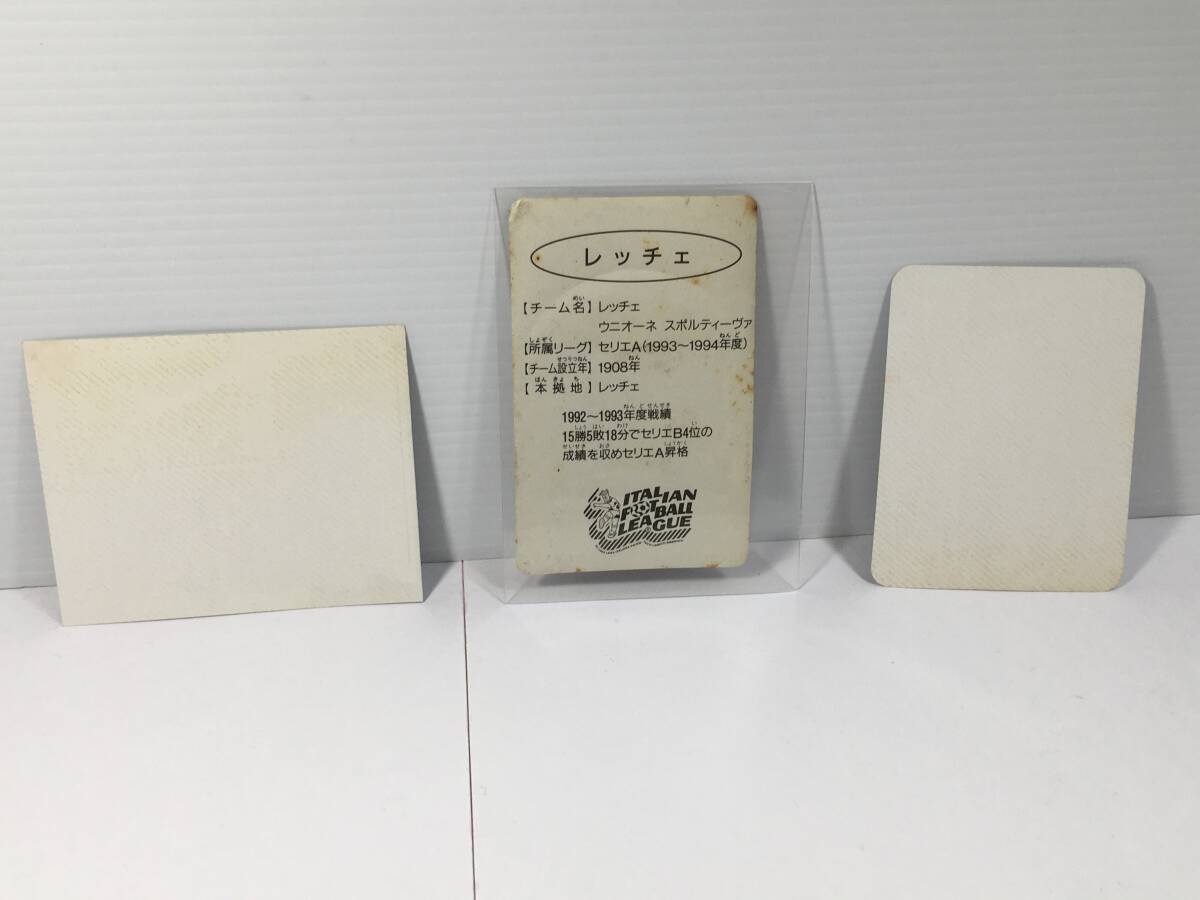 レッチェ
【チーム名】レッチェ
ウニオーネ スポルティーヴァ
【所属リーグ】セリエA(1993～1994年度)
【チーム設立年】1908年
【本拠地】レッチェ
1992～1993年度戦績
15勝5敗18分でセリエB4位の
成績を収めセリエA昇格
ITALIAN
FOOTBALL
LEAGUE